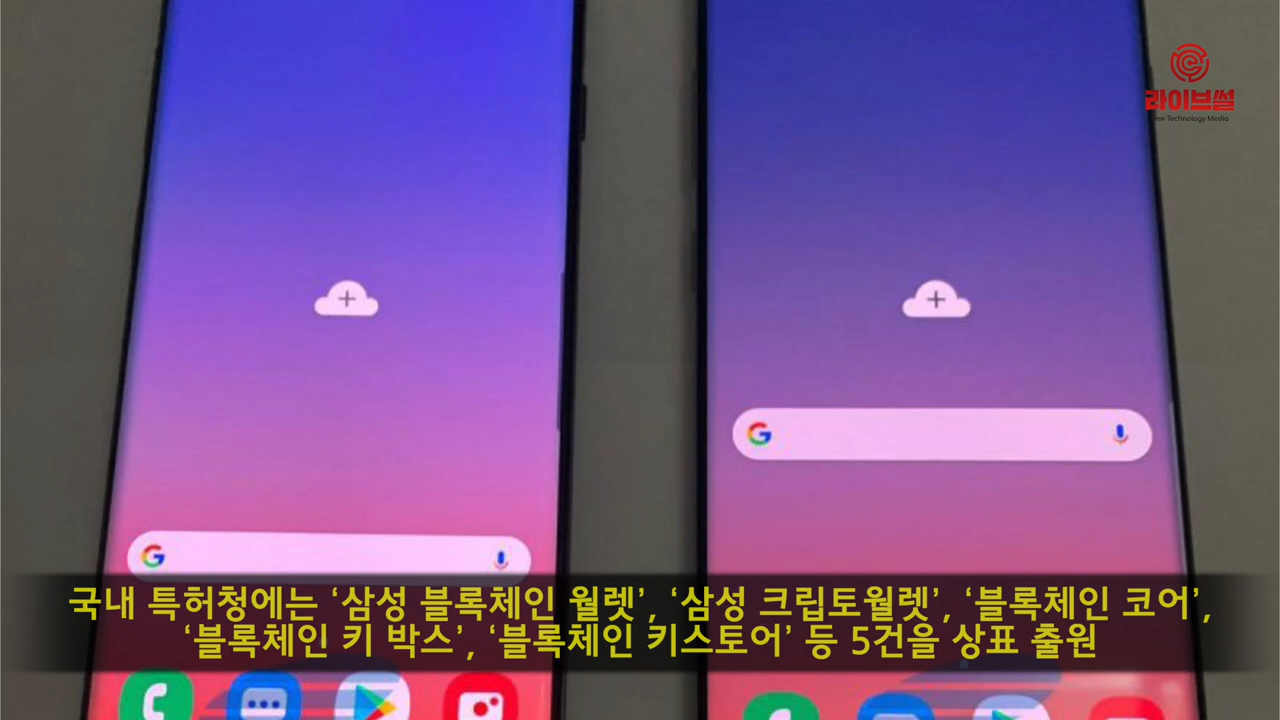 라이브썰
New Technology Media
국내 특허청에는 ‘삼성 블록체인 월렛’, ‘삼성 크립토월렛’, ‘블록체인 코어’,
‘블록체인 키 박스’, ‘블록체인 키스토어’ 등 5건을 상표 출원